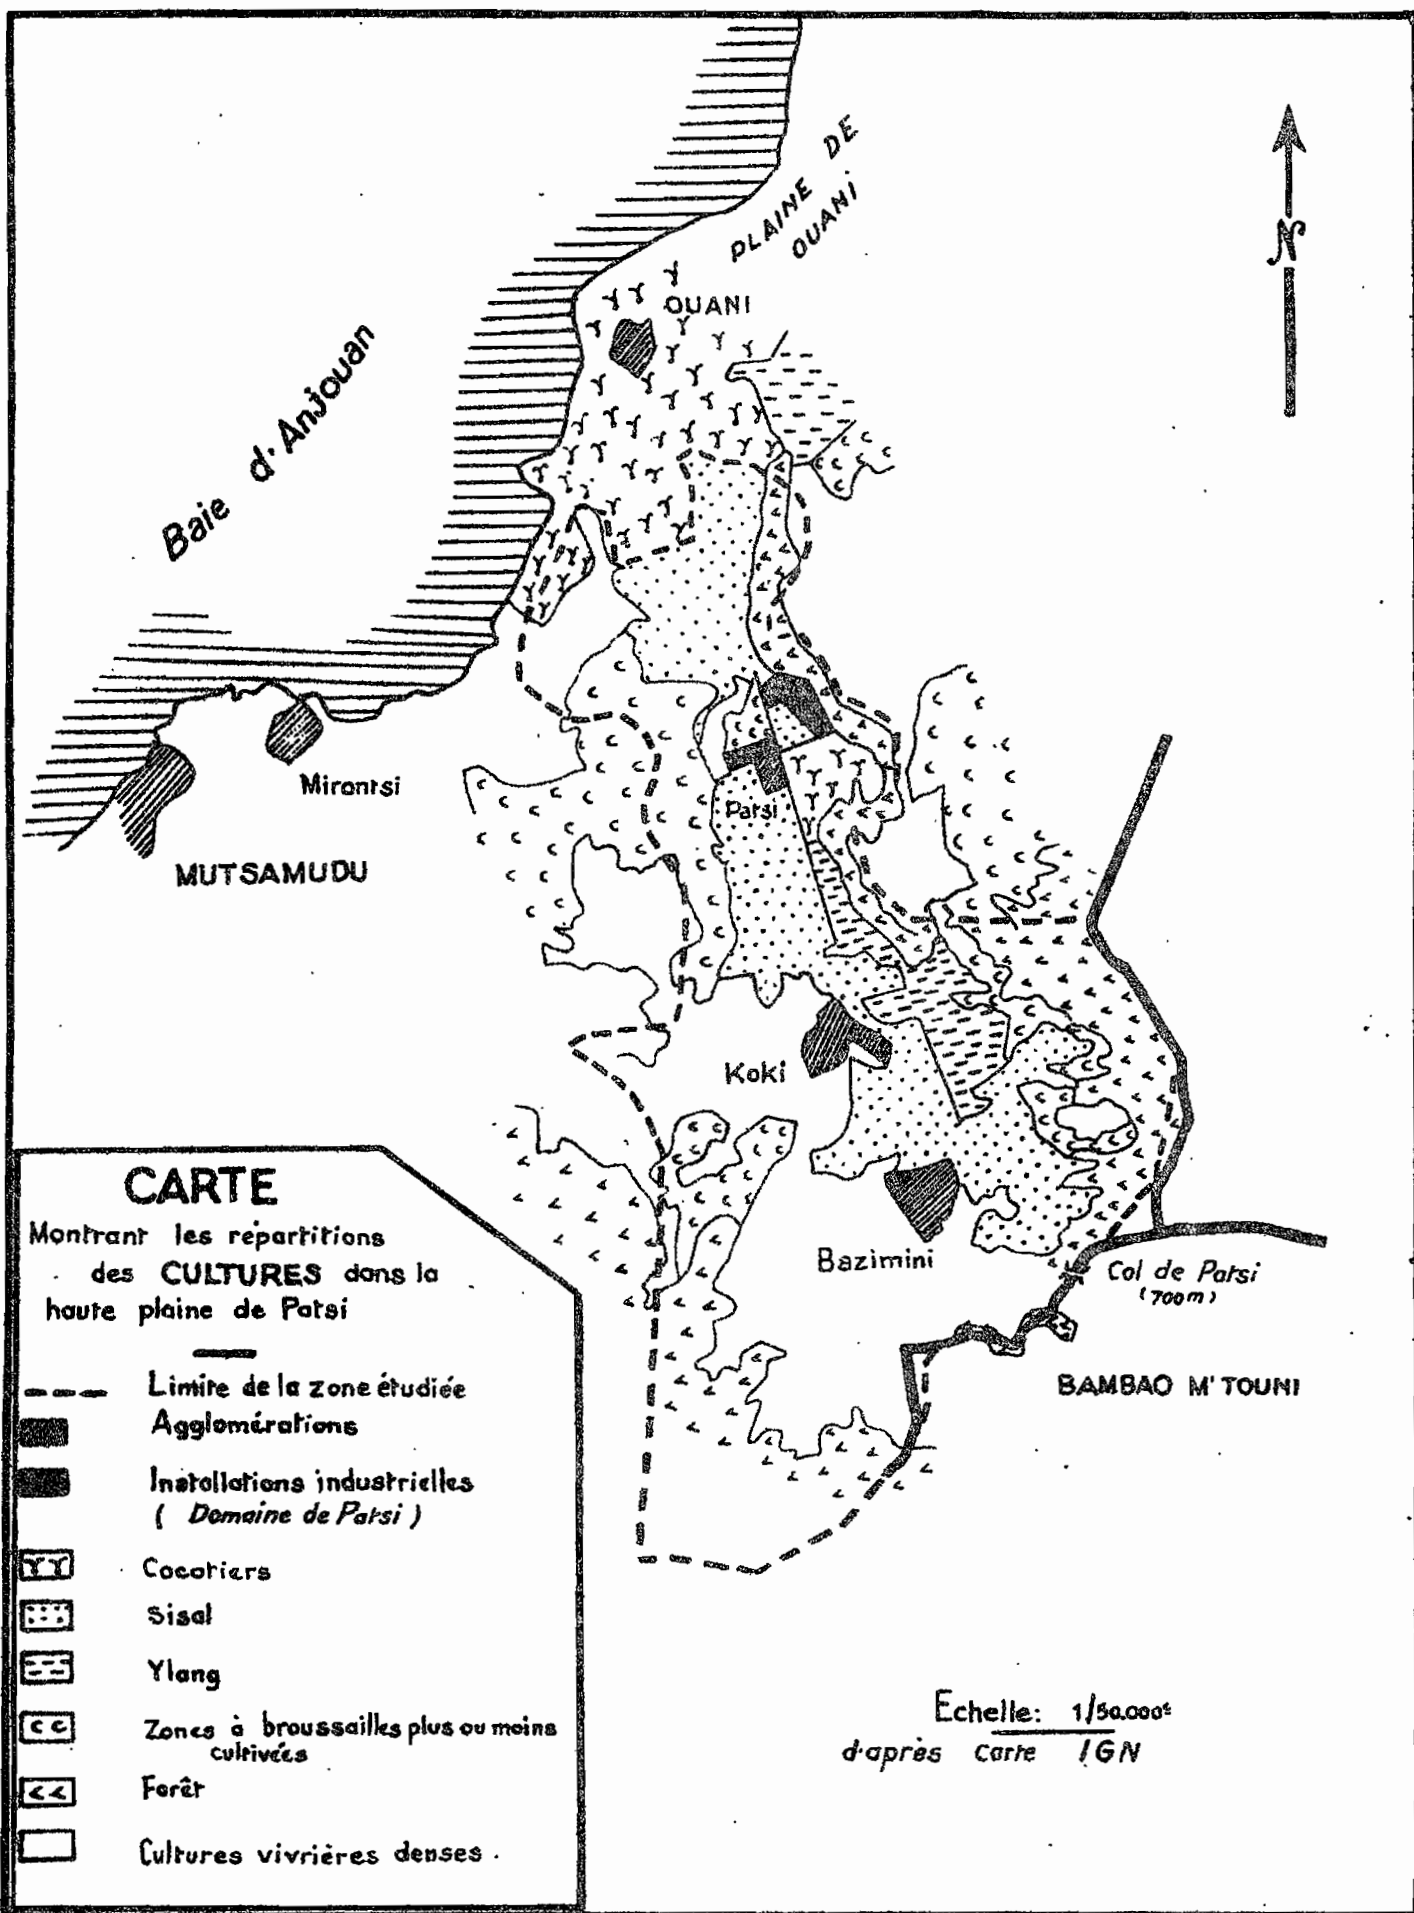 PLAINE DE
OUANI
N
OUANI
Baie d'Anjouan
Mirontsi
MUTSAMUDU
Patsi
Koki
Bazimini
Col de Patsi
(700m)
BAMBAO M'TOUNI
CARTE
Montrant les répartitions
des CULTURES dans la
haute plaine de Patsi
Limite de la zone étudiée
Agglomérations
Installations industrielles
( Domaine de Patsi )
Cocotiers
Sisal
Ylang
Zones à broussailles plus ou moins
cultivées
Forêt
Cultures vivrières denses.
Echelle: 1/50.000e
d'après carte IGN